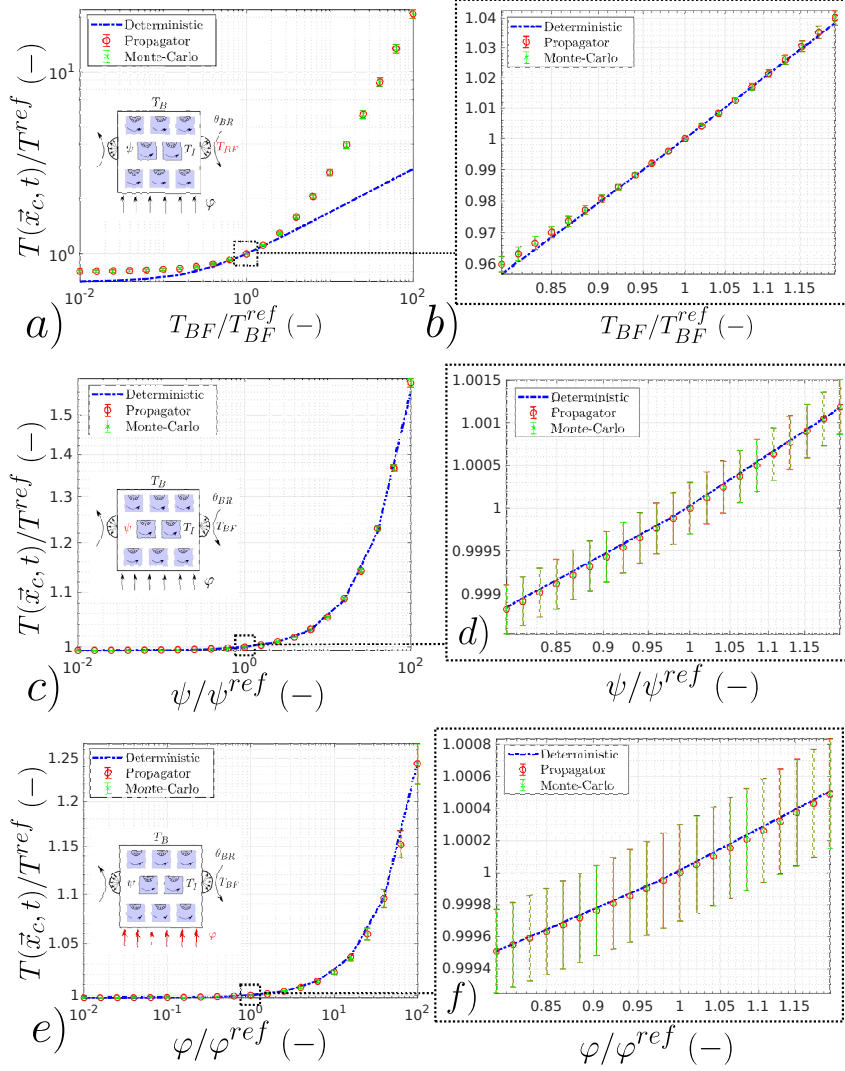 Deterministic
Propagator
Monte-Carlo
T(x⃗_c, t)/T^ref (−)
10^1
10^0
T_B
θ_BR
ψ
T_I
T_BF
φ
10^-2
10^0
10^2
T_BF/T_BF^ref (−)
a)
Deterministic
Propagator
Monte-Carlo
1.04
1.03
1.02
1.01
1
0.99
0.98
0.97
0.96
0.85
0.9
0.95
1
1.05
1.1
1.15
T_BF/T_BF^ref (−)
b)
Deterministic
Propagator
Monte-Carlo
T(x⃗_c, t)/T^ref (−)
1.5
1.4
1.3
1.2
1.1
1
T_B
θ_BR
ψ
T_I
T_BF
φ
10^-2
10^0
10^2
ψ/ψ^ref (−)
c)
Deterministic
Propagator
Monte-Carlo
1.0015
1.001
1.0005
1
0.9995
0.999
0.85
0.9
0.95
1
1.05
1.1
1.15
ψ/ψ^ref (−)
d)
Deterministic
Propagator
Monte-Carlo
T(x⃗_c, t)/T^ref (−)
1.25
1.2
1.15
1.1
1.05
1
T_B
θ_BR
ψ
T_I
T_BF
φ
10^-2
10^-1
10^0
10^1
10^2
φ/φ^ref (−)
e)
Deterministic
Propagator
Monte-Carlo
1.0008
1.0006
1.0004
1.0002
1
0.9998
0.9996
0.9994
0.85
0.9
0.95
1
1.05
1.1
1.15
φ/φ^ref (−)
f)